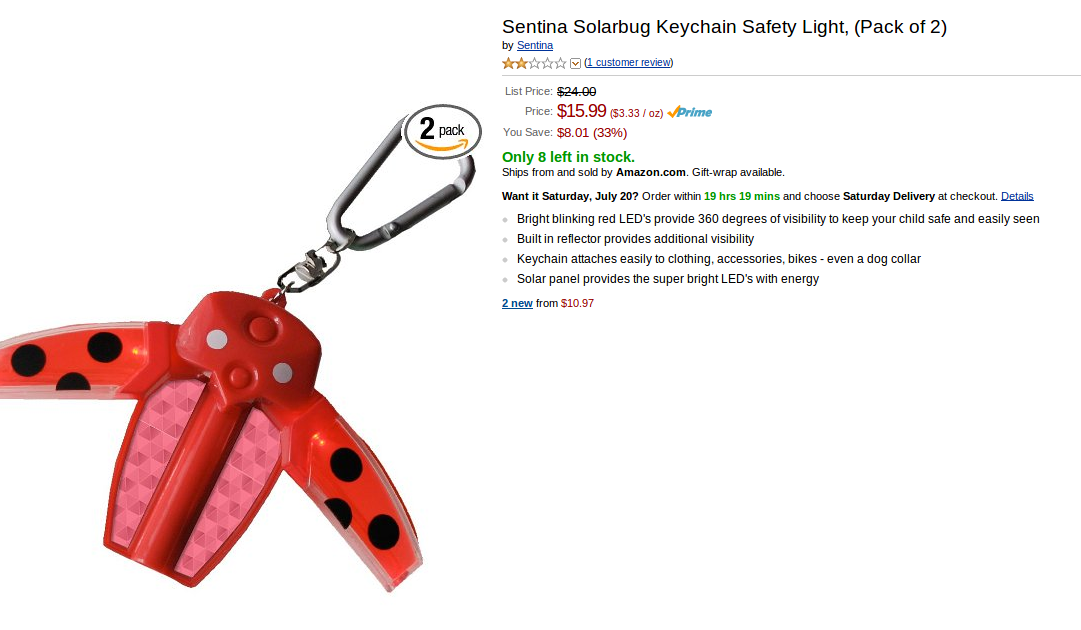 2 pack
Sentina Solarbug Keychain Safety Light, (Pack of 2)
by Sentina
(1 customer review)
List Price: $24.00
Price: $15.99 ($3.33 / oz) Prime
You Save: $8.01 (33%)
Only 8 left in stock.
Ships from and sold by Amazon.com. Gift-wrap available.
Want it Saturday, July 20? Order within 19 hrs 19 mins and choose Saturday Delivery at checkout. Details
Bright blinking red LED's provide 360 degrees of visibility to keep your child safe and easily seen
Built in reflector provides additional visibility
Keychain attaches easily to clothing, accessories, bikes - even a dog collar
Solar panel provides the super bright LED's with energy
2 new from $10.97